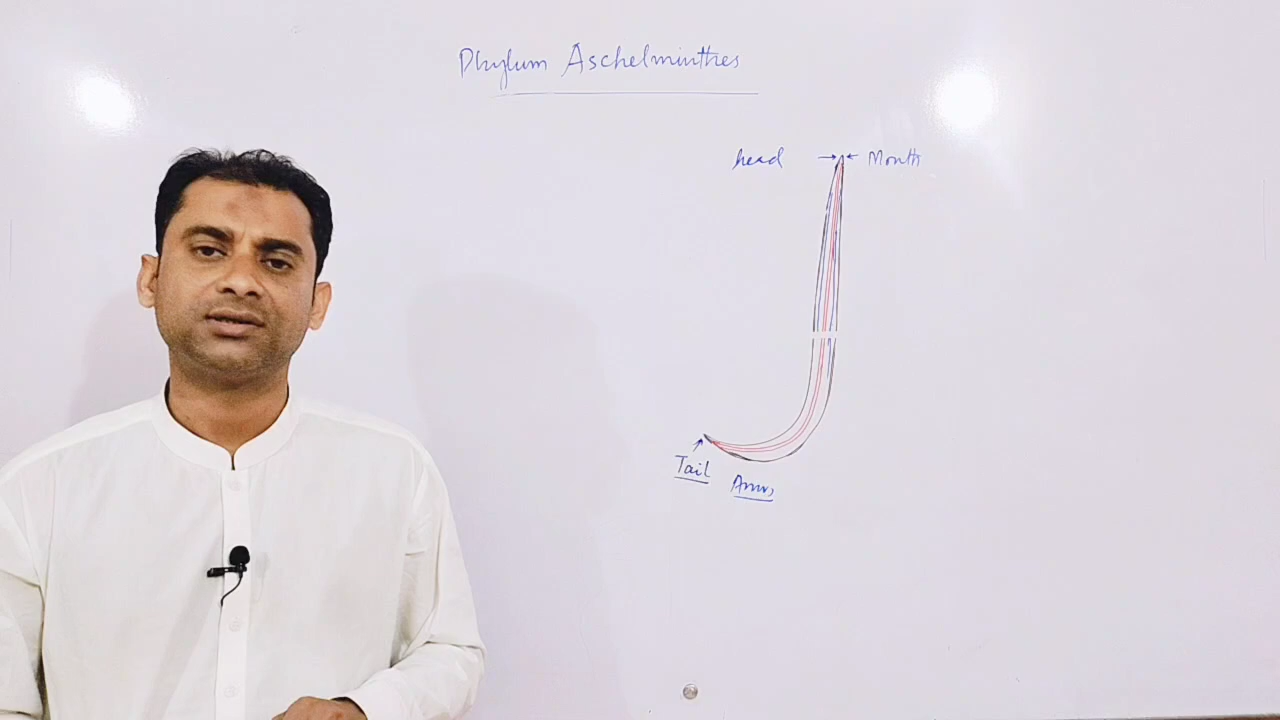 Phylum Aschelminthes
head → ← Mouth
Tail
Anus